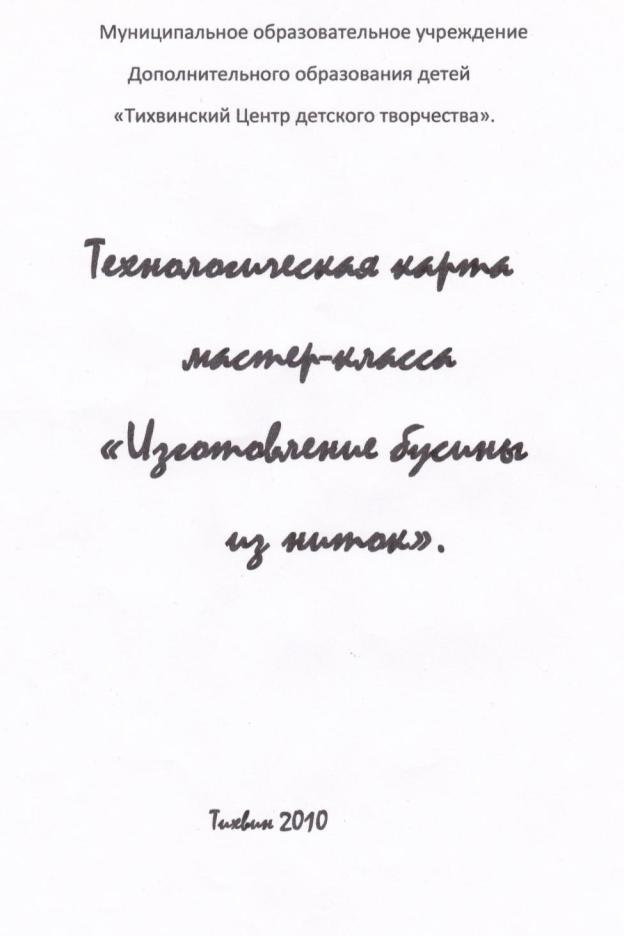 Муниципальное образовательное учреждение
Дополнительного образования детей
«Тихвинский Центр детского творчества».
Технологическая карта
мастер-класса
«Изготовление бусины
из ниток».
Тихвин 2010